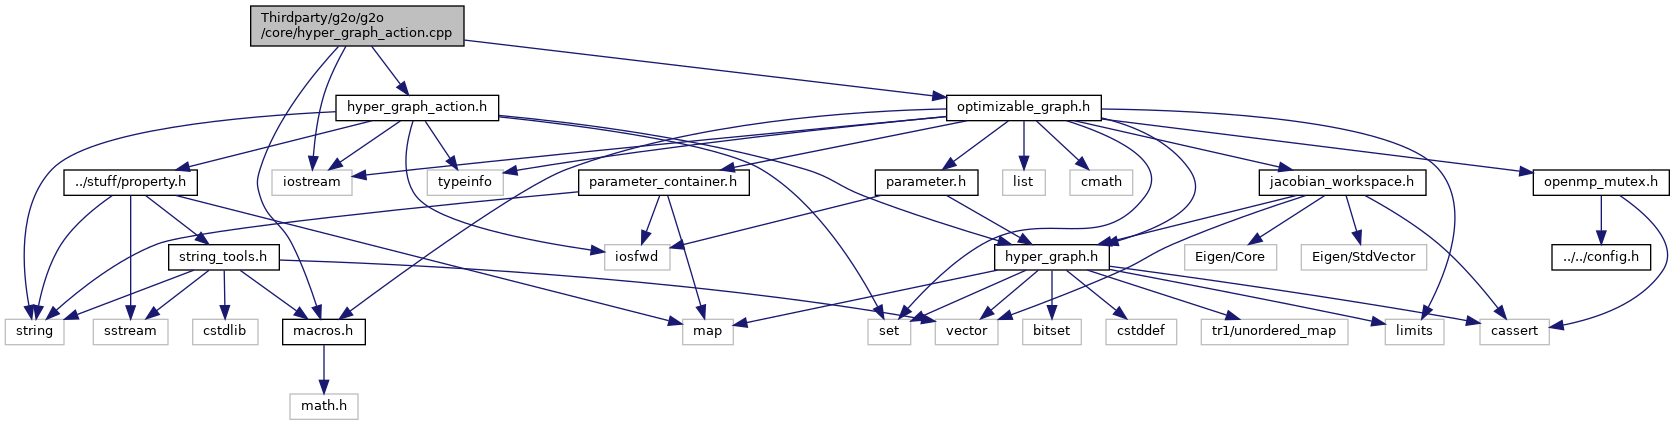 Thirdparty/g2o/g2o
/core/hyper_graph_action.cpp
hyper_graph_action.h
optimizable_graph.h
../stuff/property.h
iostream
typeinfo
parameter_container.h
parameter.h
list
cmath
jacobian_workspace.h
openmp_mutex.h
string_tools.h
iosfwd
hyper_graph.h
Eigen/Core
Eigen/StdVector
../../config.h
string
sstream
cstdlib
macros.h
map
set
vector
bitset
cstddef
tr1/unordered_map
limits
cassert
math.h